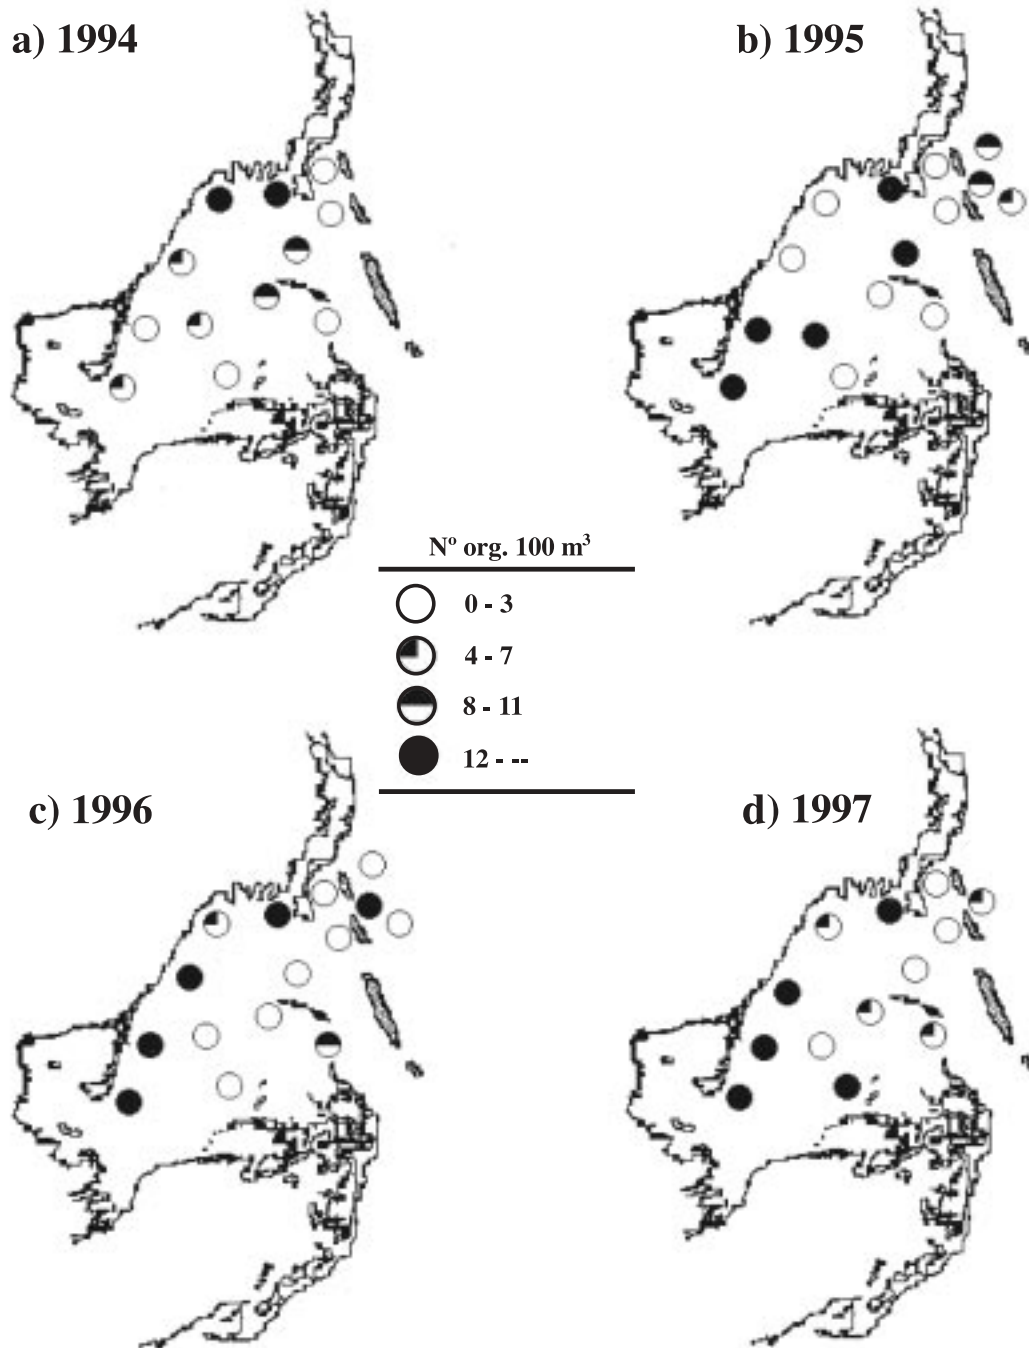 a) 1994
b) 1995
Nº org. 100 m³
0 - 3
4 - 7
8 - 11
12 - --
c) 1996
d) 1997